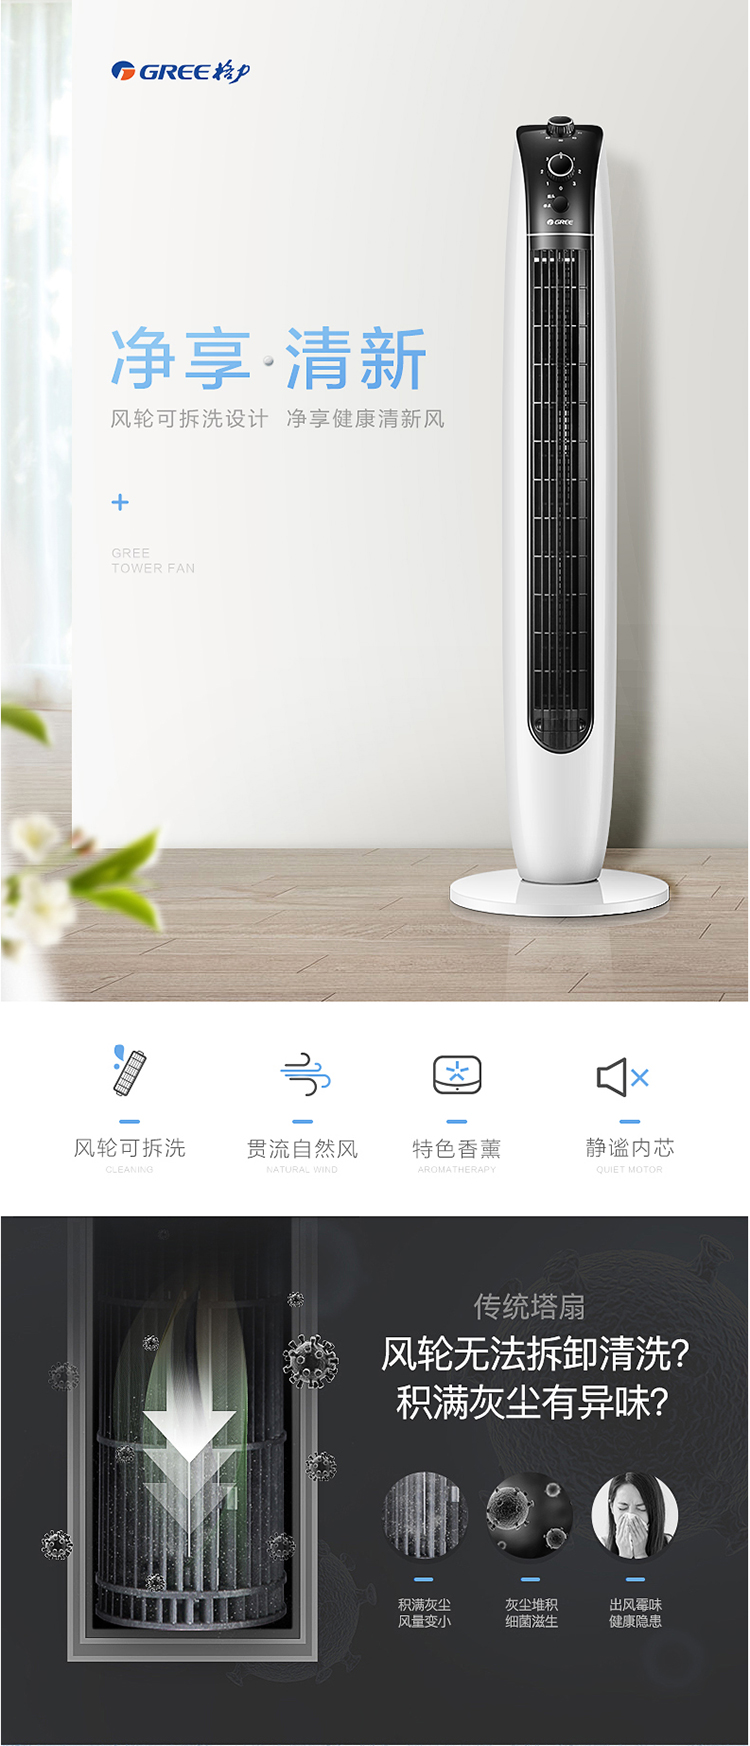 GREE格力
净享·清新
风轮可拆洗设计 净享健康清新风
GREE
TOWER FAN
GREE
风轮可拆洗
CLEANING
贯流自然风
NATURAL WIND
特色香薰
AROMATHERAPY
静谧内芯
QUIET MOTOR
传统塔扇
风轮无法拆卸清洗?
积满灰尘有异味?
积满灰尘
风量变小
灰尘堆积
细菌滋生
出风霉味
健康隐患